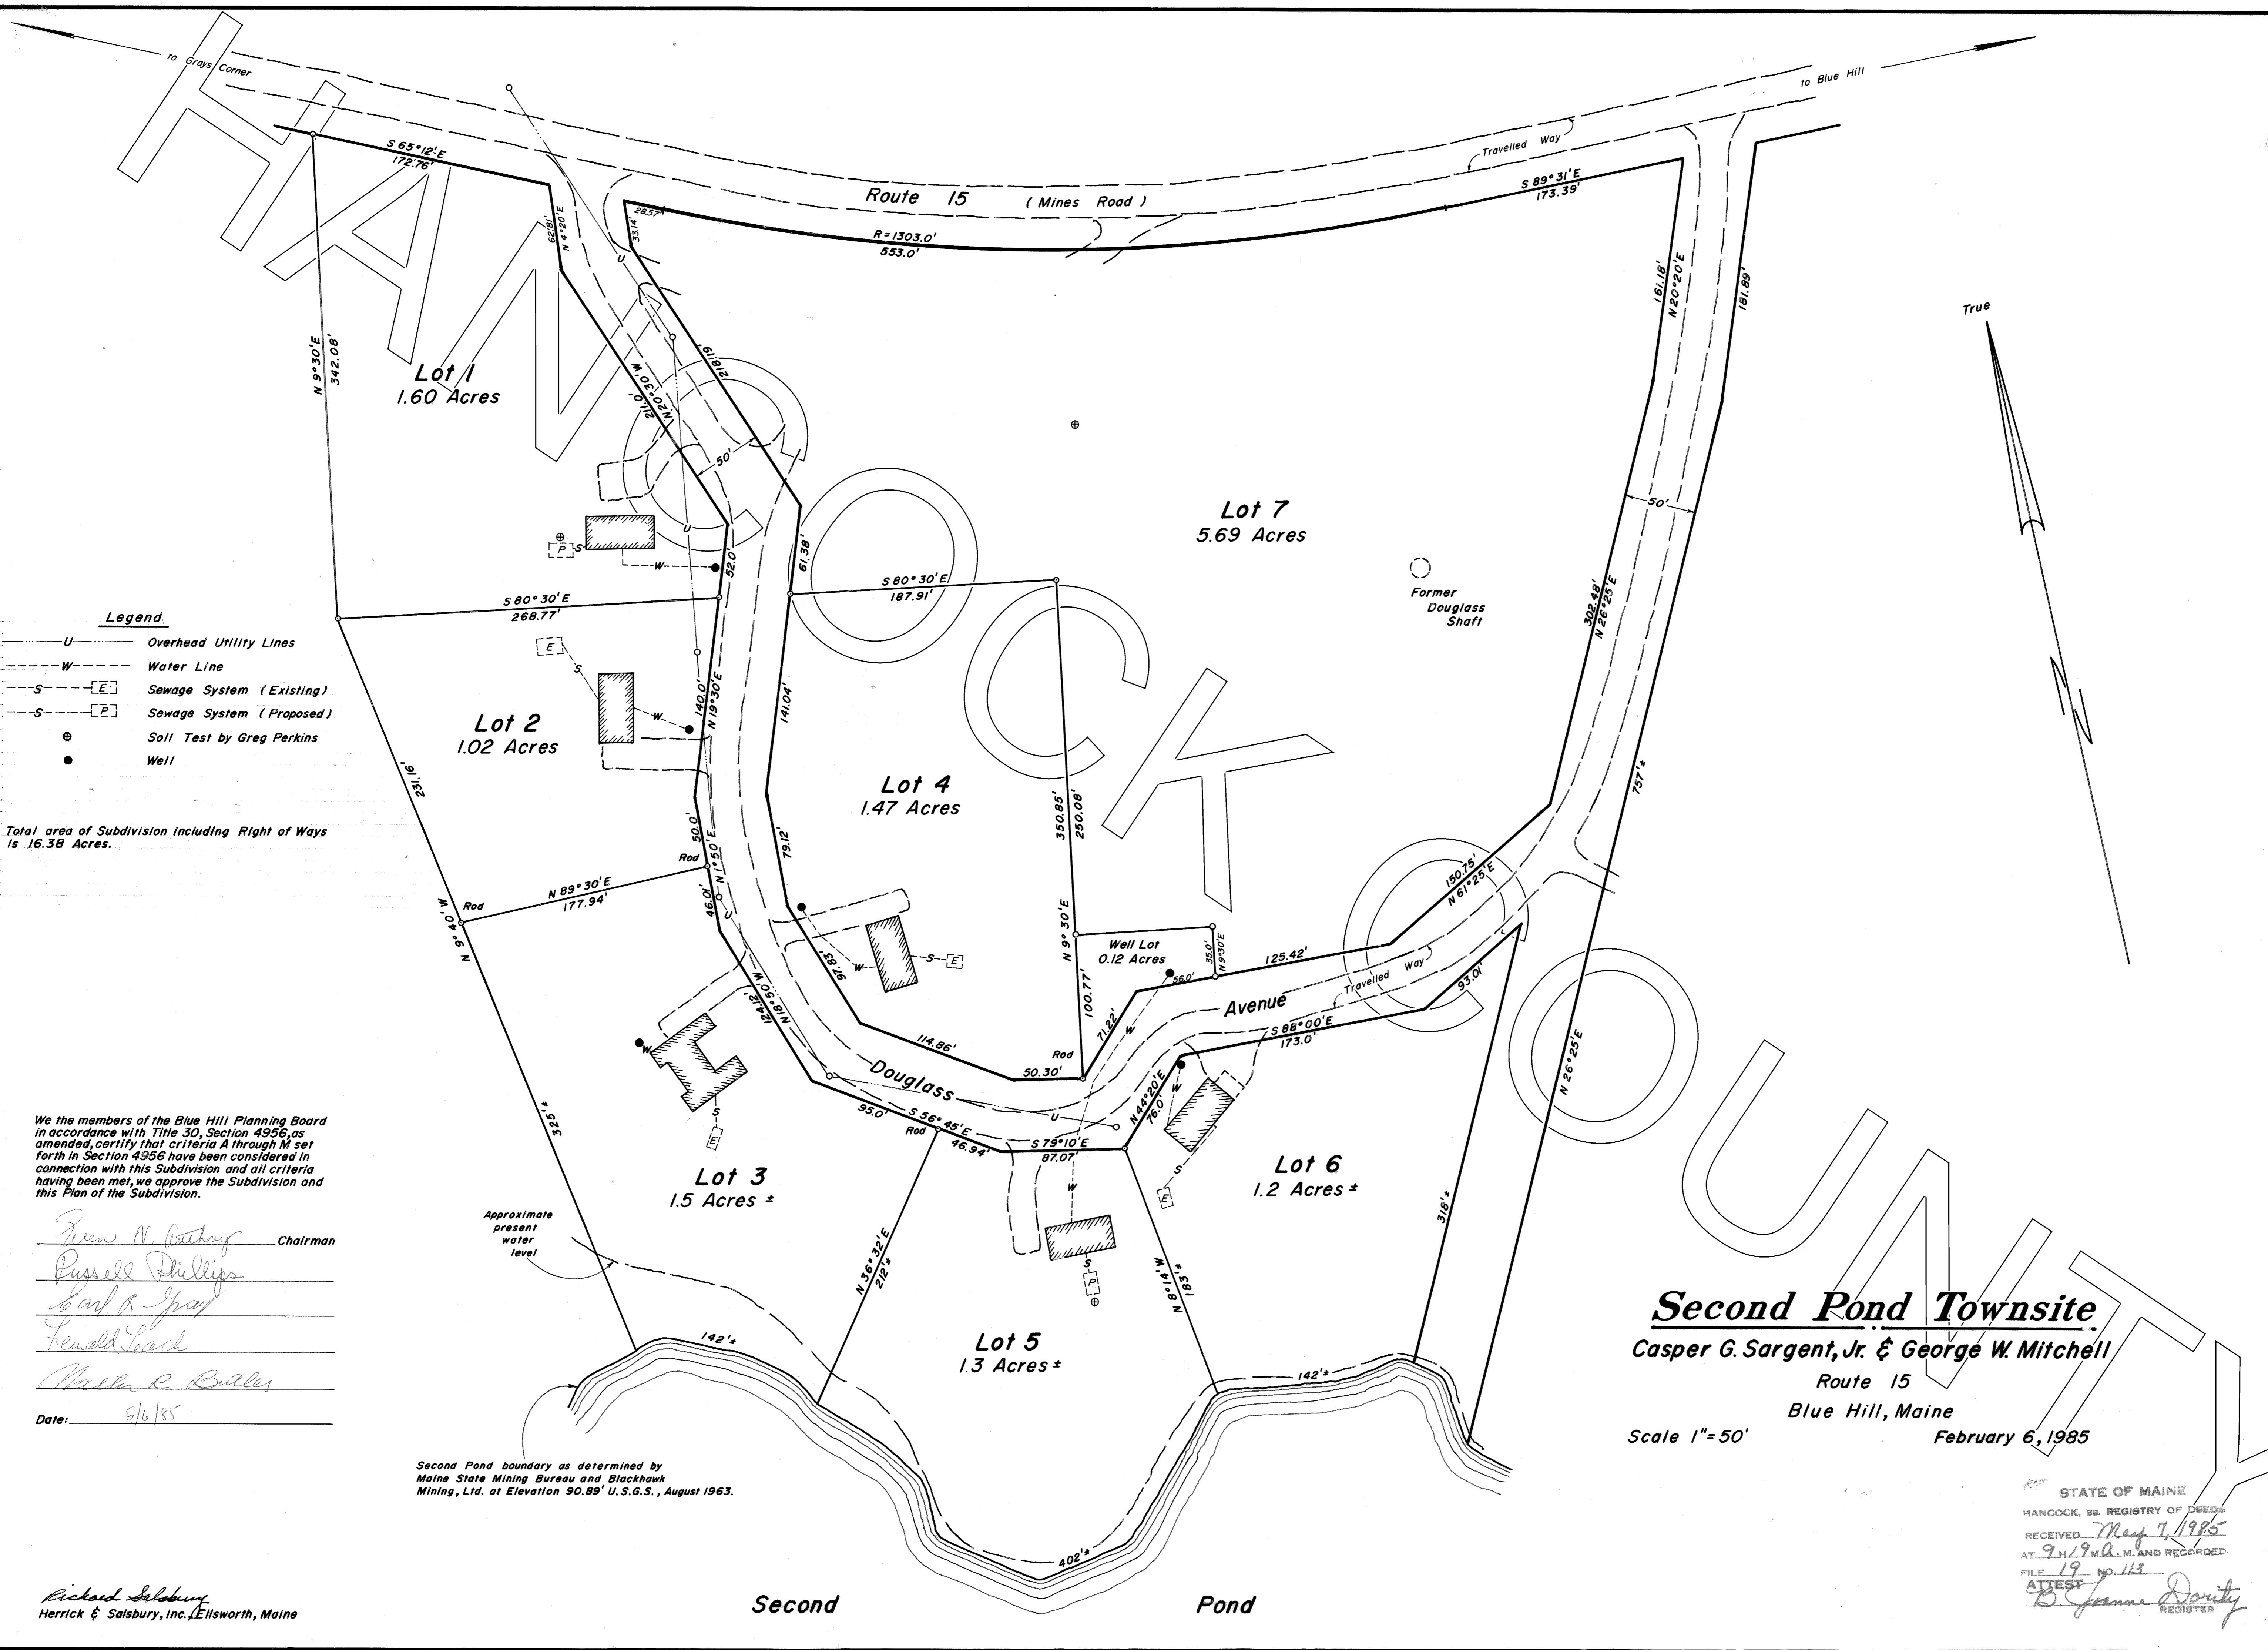 HANCOCK COUNTY
to Grays Corner
to Blue Hill
Travelled Way
Route 15 (Mines Road)
S 65°12'E
172.76'
62.81'
N 4°20'E
28.57'
33.14'
R=1303.0'
553.0'
S 89°31'E
173.39'
161.18'
N 20°20'E
181.89'
True
N
N 9°30'E
342.08'
Lot 1
1.60 Acres
211.0'
N 20°30'W
218.19'
U
50'
Lot 7
5.69 Acres
50'
P
S
W
U
52.0'
61.38'
Former
Douglass
Shaft
302.48'
N 26°25'E
S 80°30'E
268.77'
S 80°30'E
187.91'
Legend
U Overhead Utility Lines
W Water Line
S E Sewage System (Existing)
S P Sewage System (Proposed)
Soil Test by Greg Perkins
Well
E
S
W
140.0'
N 19°30'E
141.04'
Lot 2
1.02 Acres
Lot 4
1.47 Acres
231.16'
350.85'
250.08'
757'±
Total area of Subdivision including Right of Ways
is 16.38 Acres.
50.0'
N 1°50'E
79.12'
Rod
N 89°30'E
177.94'
Rod
46.01'
U
N 9°40'W
150.75'
N 61°25'E
N 9°30'E
Well Lot
0.12 Acres
35.0'
N 9°30'E
125.42'
56.0'
97.83'
W
S
E
100.77'
124.12'
N 18°50'W
Travelled Way
93.01'
Avenue
S 88°00'E
173.0'
71.22'
W
114.86'
Rod
50.30'
Douglass
W
S
E
95.0'
S 56°45'E
Rod
46.94'
S 79°10'E
87.07'
U
N 44°20'E
76.0'
W
S
E
N 26°25'E
325'±
Lot 3
1.5 Acres ±
Lot 6
1.2 Acres ±
318'±
W
S
P
We the members of the Blue Hill Planning Board
in accordance with Title 30, Section 4956, as
amended, certify that criteria A through M set
forth in Section 4956 have been considered in
connection with this Subdivision and all criteria
having been met, we approve the Subdivision and
this Plan of the Subdivision.
Chairman
Russell Phillips
Earl R Gray
Leach
Walter R Butler
Date: 5/6/85
Approximate
present
water
level
N 36°32'E
212'±
N 8°14'W
183'±
142'±
Lot 5
1.3 Acres ±
142'±
402'±
Second Pond boundary as determined by
Maine State Mining Bureau and Blackhawk
Mining, Ltd. at Elevation 90.89' U.S.G.S., August 1963.
Second Pond Townsite
Casper G. Sargent, Jr. & George W. Mitchell
Route 15
Blue Hill, Maine
Scale 1"=50' February 6, 1985
STATE OF MAINE
HANCOCK, SS. REGISTRY OF DEEDS
RECEIVED May 7, 1985
AT 9 H 19 M A. M. AND RECORDED.
FILE 19 NO. 113
ATTEST
B. Joanne Dority
REGISTER
Richard Salsbury
Herrick & Salsbury, Inc., Ellsworth, Maine
Second Pond